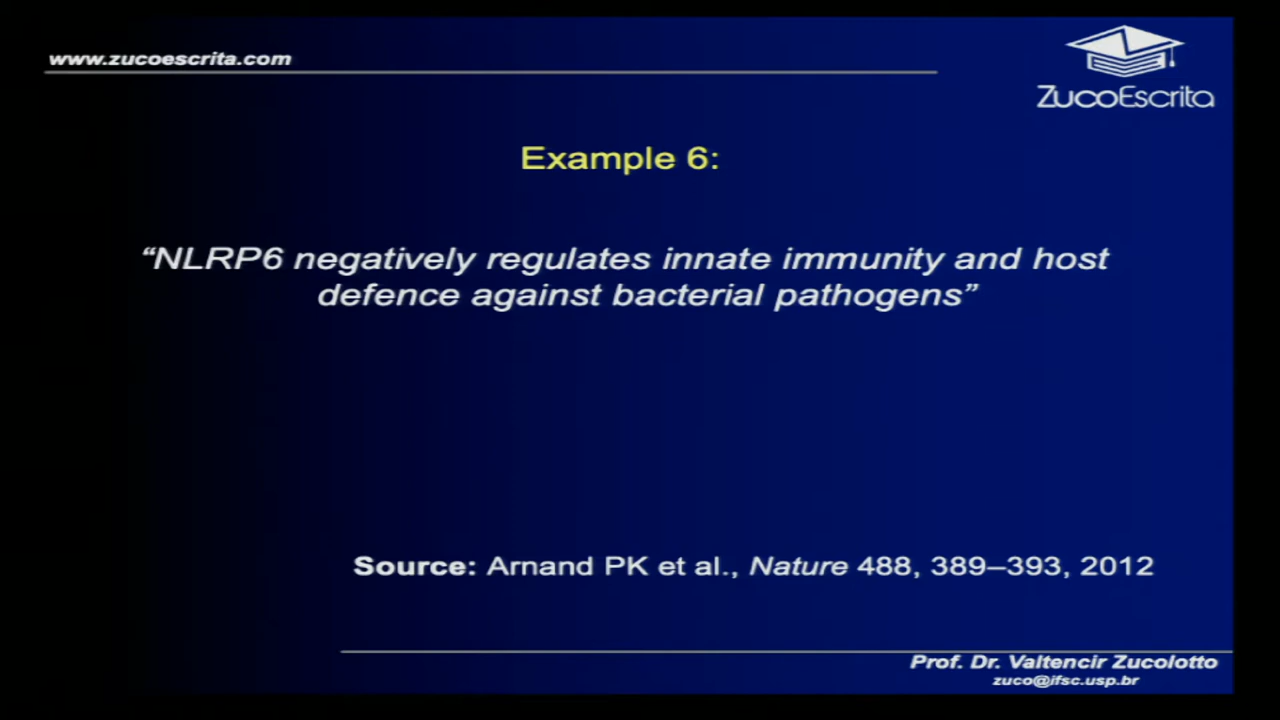 www.zucoescrita.com
ZucoEscrita
Example 6:
“NLRP6 negatively regulates innate immunity and host
defence against bacterial pathogens”
Source: Arnand PK et al., Nature 488, 389–393, 2012
Prof. Dr. Valtencir Zucolotto
zuco@ifsc.usp.br